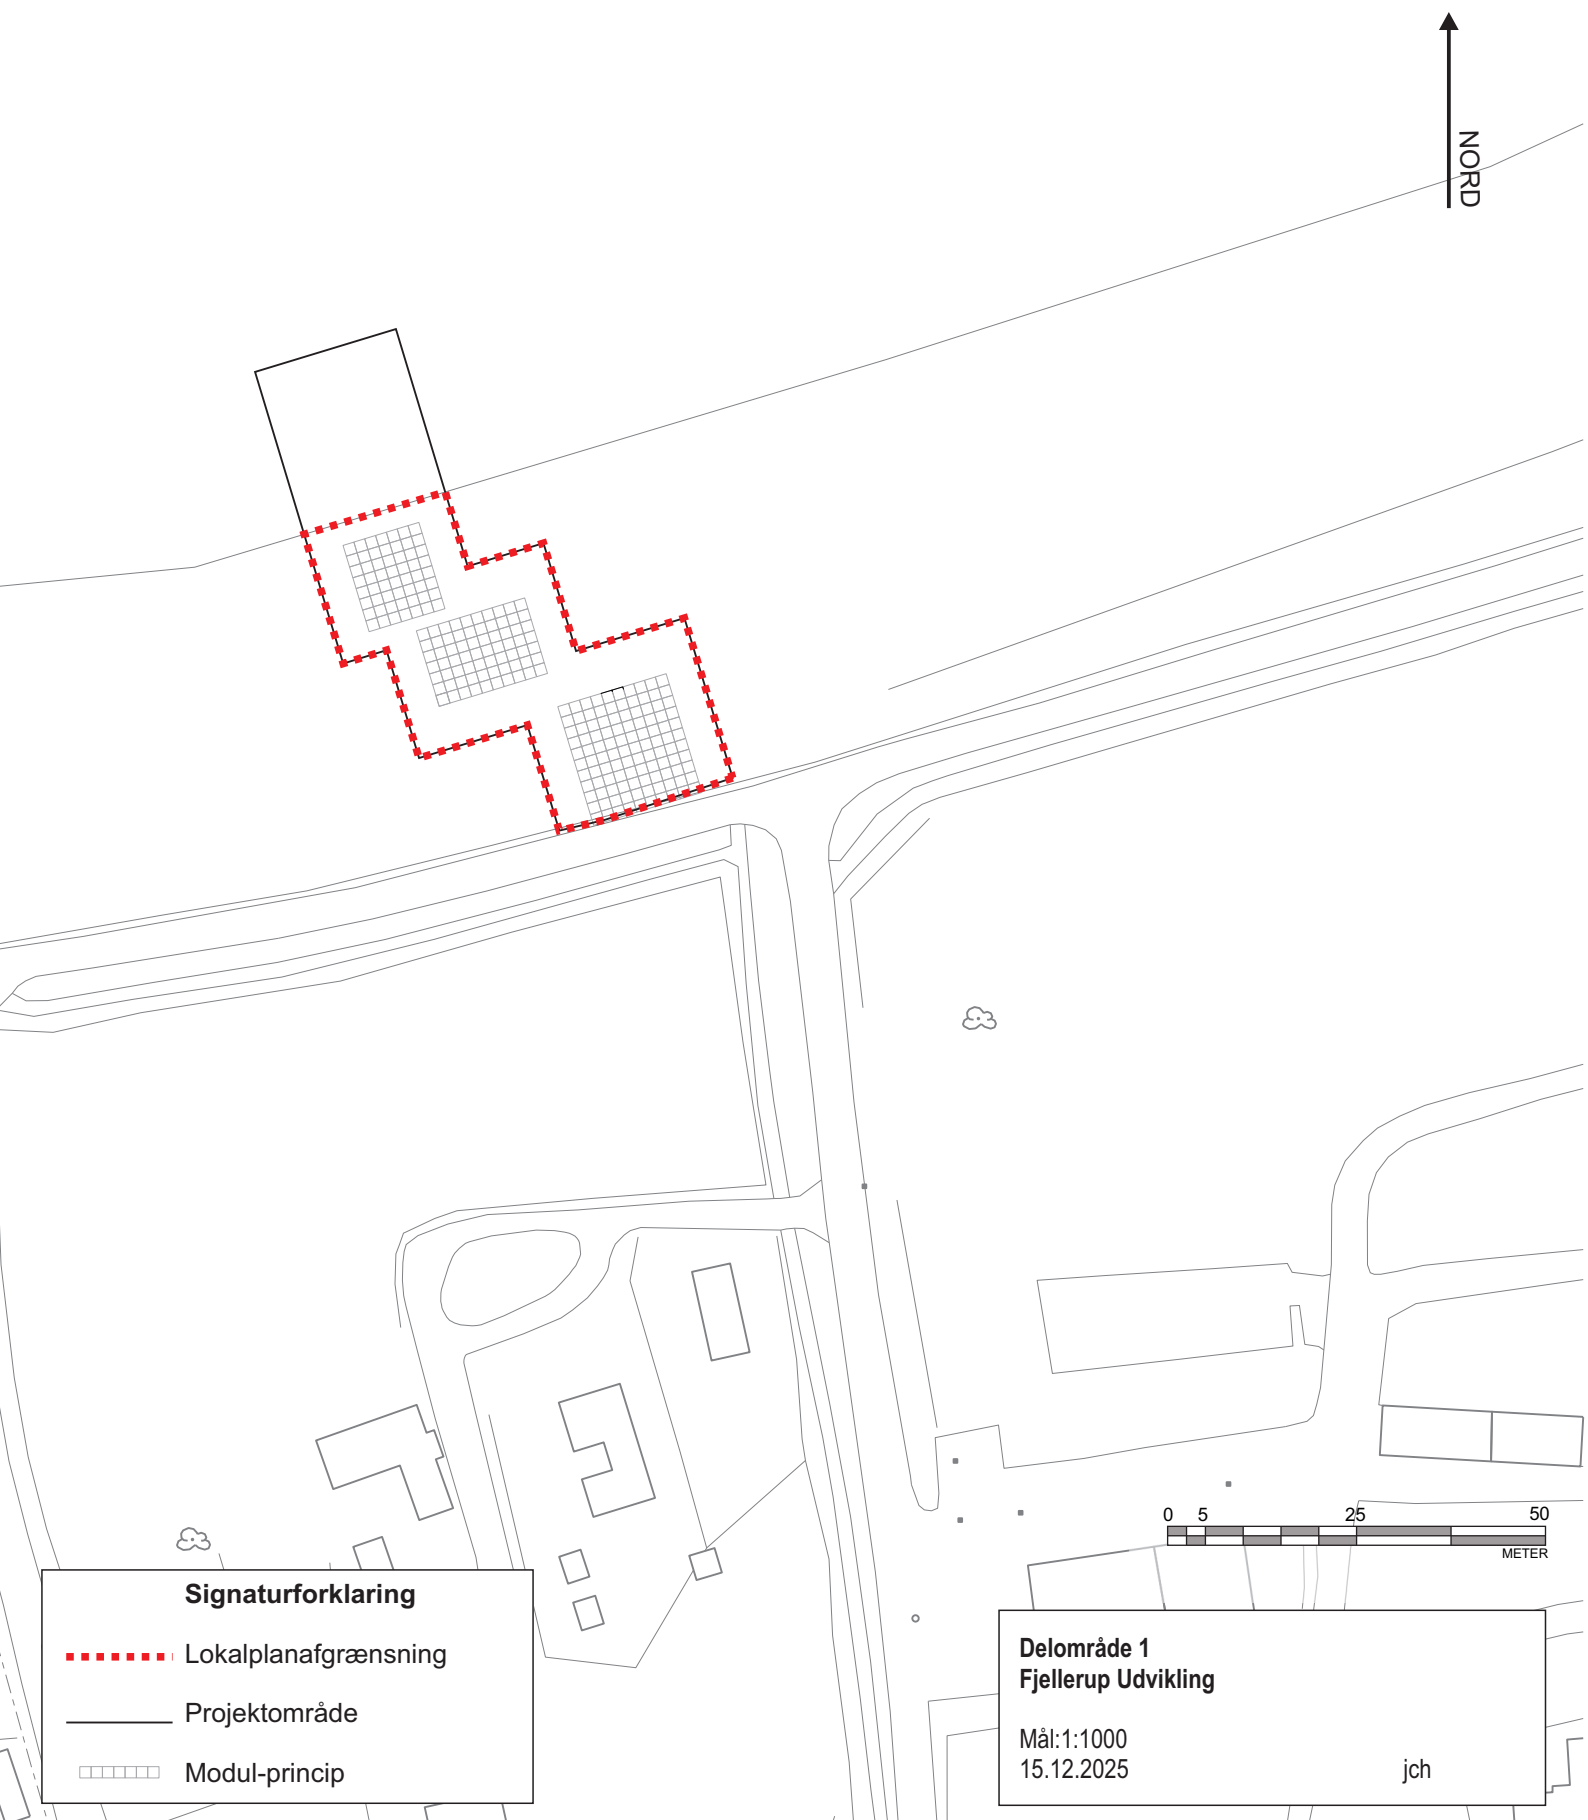 NORD
0 5 25 50
METER
Signaturforklaring
Lokalplanafgrænsning
Projektområde
Modul-princip
Delområde 1
Fjellerup Udvikling
Mål:1:1000
15.12.2025 jch